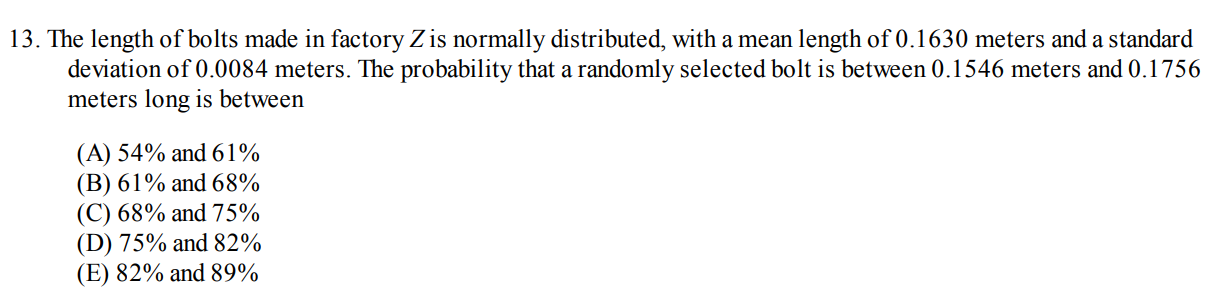 13. The length of bolts made in factory Z is normally distributed, with a mean length of 0.1630 meters and a standard
deviation of 0.0084 meters. The probability that a randomly selected bolt is between 0.1546 meters and 0.1756
meters long is between
(A) 54% and 61%
(B) 61% and 68%
(C) 68% and 75%
(D) 75% and 82%
(E) 82% and 89%